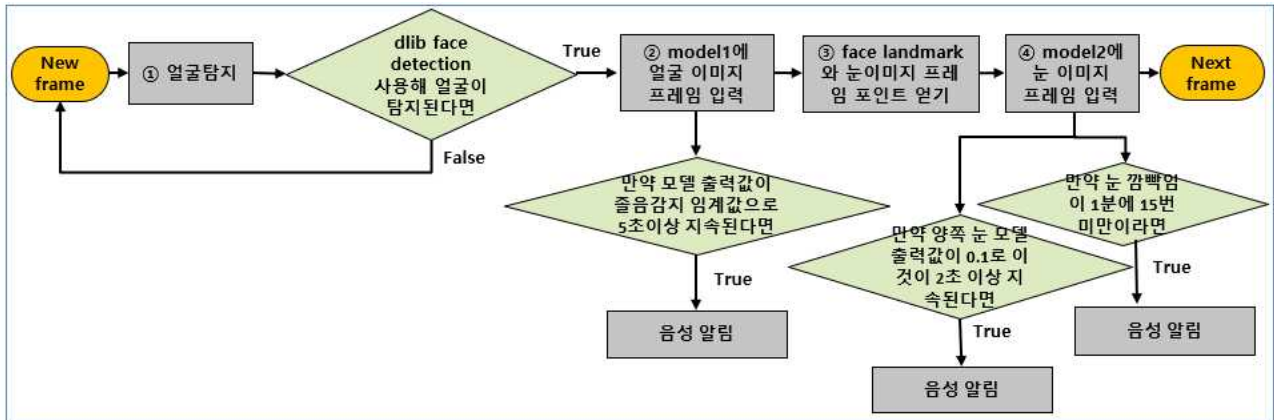 New
frame
① 얼굴탐지
dlib face
detection
사용해 얼굴이
탐지된다면
True
False
② model1에
얼굴 이미지
프레임 입력
③ face landmark
와 눈이미지 프레
임 포인트 얻기
④ model2에
눈 이미지
프레임 입력
Next
frame
만약 모델 출력값이
졸음감지 임계값으로
5초이상 지속된다면
True
음성 알림
만약 양쪽 눈 모델
출력값이 0.1로 이
것이 2초 이상 지
속된다면
True
음성 알림
만약 눈 깜빡임
이 1분에 15번
미만이라면
True
음성 알림